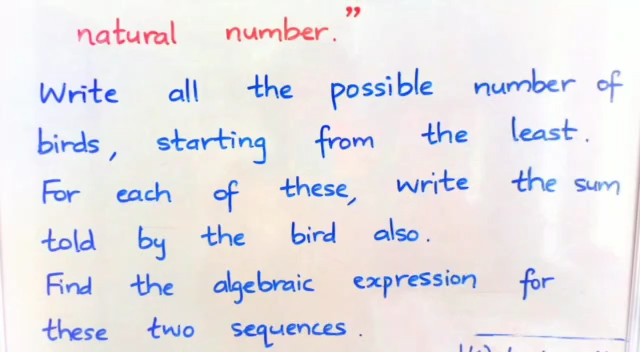 natural number.”
Write all the possible number of
birds, starting from the least.
For each of these, write the sum
told by the bird also.
Find the algebraic expression for
these two sequences.